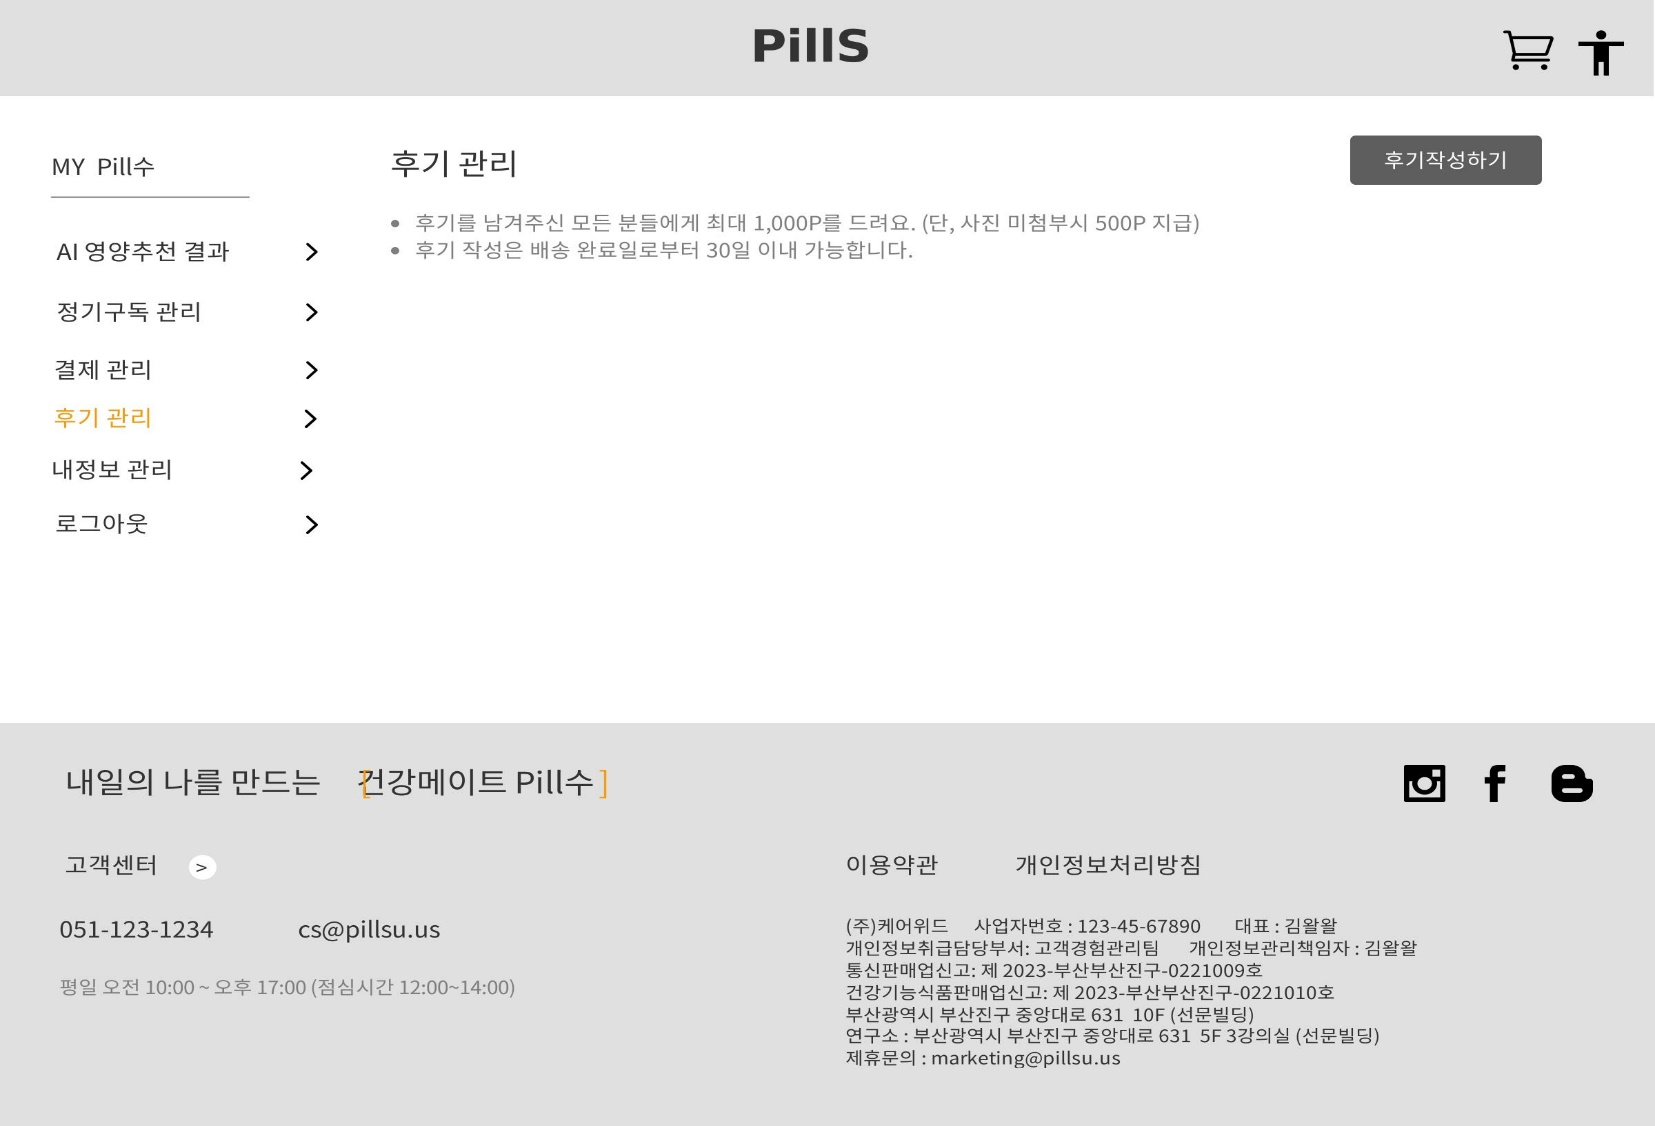 PillS
MY Pill수
AI 영양추천 결과
정기구독 관리
결제 관리
후기 관리
내정보 관리
로그아웃
후기 관리
후기작성하기
• 후기를 남겨주신 모든 분들에게 최대 1,000P를 드려요. (단, 사진 미첨부시 500P 지급)
• 후기 작성은 배송 완료일로부터 30일 이내 가능합니다.
내일의 나를 만드는 [건강메이트 Pill수]
고객센터 >
051-123-1234 cs@pillsu.us
평일 오전 10:00 ~ 오후 17:00 (점심시간 12:00~14:00)
이용약관 개인정보처리방침
(주)케어위드 사업자번호 : 123-45-67890 대표 : 김왈왈
개인정보취급담당부서: 고객경험관리팀 개인정보관리책임자 : 김왈왈
통신판매업신고: 제 2023-부산부산진구-0221009호
건강기능식품판매업신고: 제 2023-부산부산진구-0221010호
부산광역시 부산진구 중앙대로 631 10F (선문빌딩)
연구소 : 부산광역시 부산진구 중앙대로 631 5F 3강의실 (선문빌딩)
제휴문의 : marketing@pillsu.us